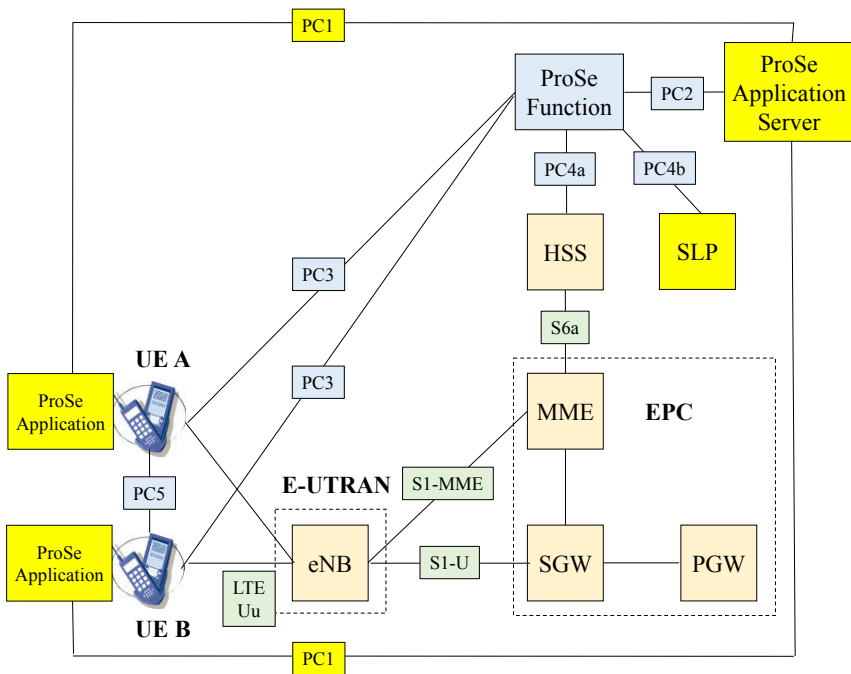 PC1
ProSe
Function
PC2
ProSe
Application
Server
PC4a
PC4b
HSS
SLP
PC3
S6a
UE A
PC3
ProSe
Application
MME
EPC
PC5
E-UTRAN
S1-MME
ProSe
Application
eNB
S1-U
SGW
PGW
LTE
Uu
UE B
PC1